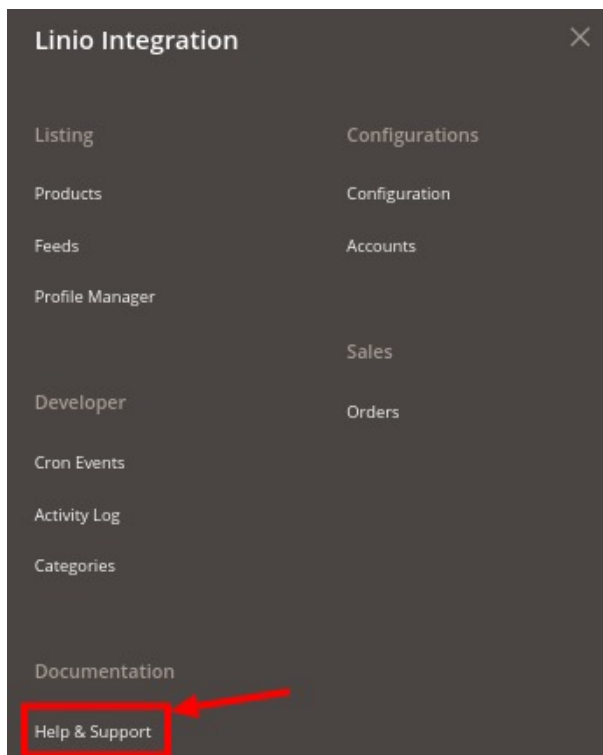 Linio Integration
Listing
Products
Feeds
Profile Manager
Developer
Cron Events
Activity Log
Categories
Documentation
Help & Support
Configurations
Configuration
Accounts
Sales
Orders